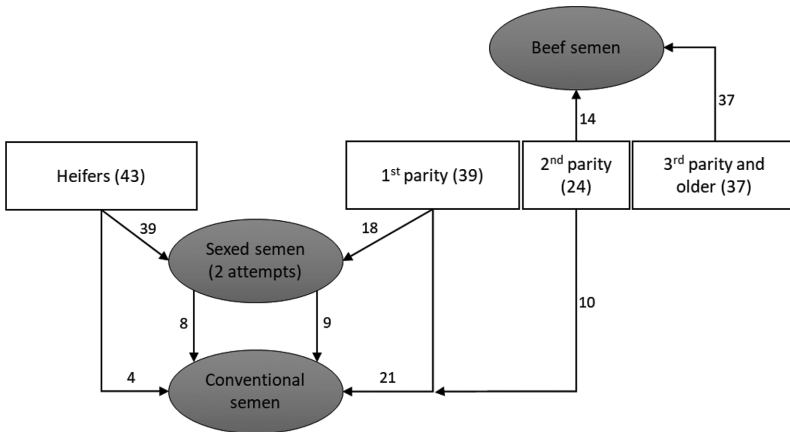 Beef semen
37
14
Heifers (43)
1st parity (39)
2nd parity
(24)
3rd parity and
older (37)
39
18
Sexed semen
(2 attempts)
8
9
10
4
21
Conventional
semen